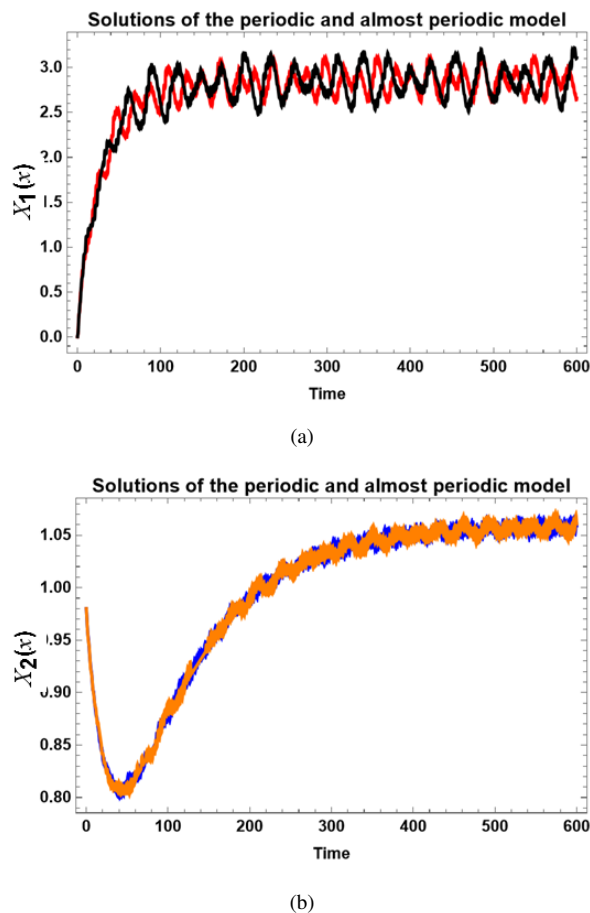 Solutions of the periodic and almost periodic model
3.0
2.5
2.0
1.5
1.0
0.5
0.0
X1(x)
0 100 200 300 400 500 600
Time
(a)
Solutions of the periodic and almost periodic model
1.05
1.00
0.95
0.90
0.85
0.80
X2(x)
0 100 200 300 400 500 600
Time
(b)